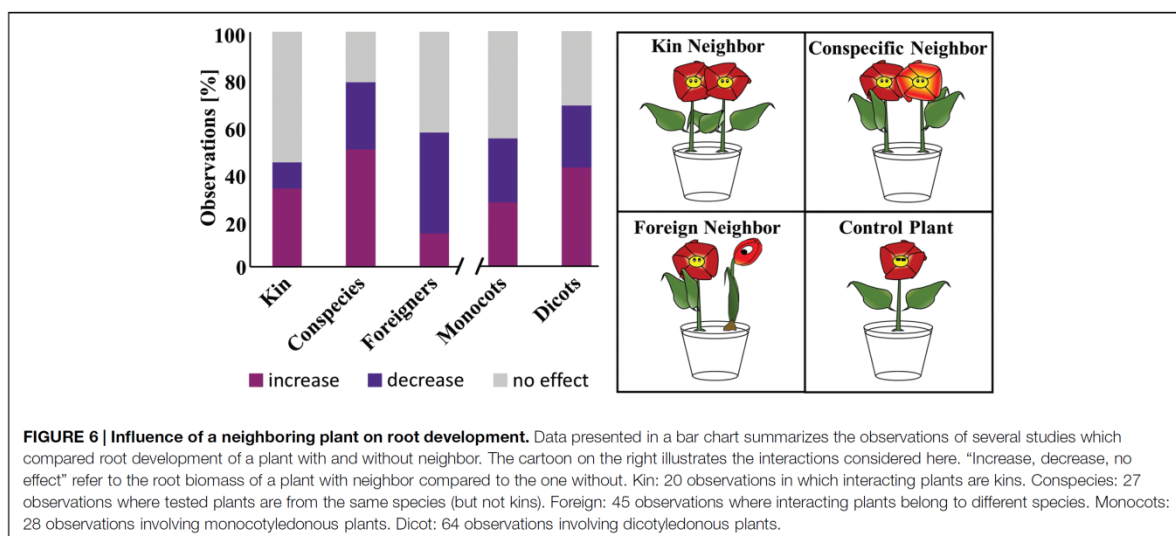 100
80
60
40
20
0
Observations [%]
Kin
Conspecies
Foreigners
Monocots
Dicots
increase
decrease
no effect
Kin Neighbor
Conspecific Neighbor
Foreign Neighbor
Control Plant
FIGURE 6 | Influence of a neighboring plant on root development. Data presented in a bar chart summarizes the observations of several studies which
compared root development of a plant with and without neighbor. The cartoon on the right illustrates the interactions considered here. “Increase, decrease, no
effect” refer to the root biomass of a plant with neighbor compared to the one without. Kin: 20 observations in which interacting plants are kins. Conspecies: 27
observations where tested plants are from the same species (but not kins). Foreign: 45 observations where interacting plants belong to different species. Monocots:
28 observations involving monocotyledonous plants. Dicot: 64 observations involving dicotyledonous plants.